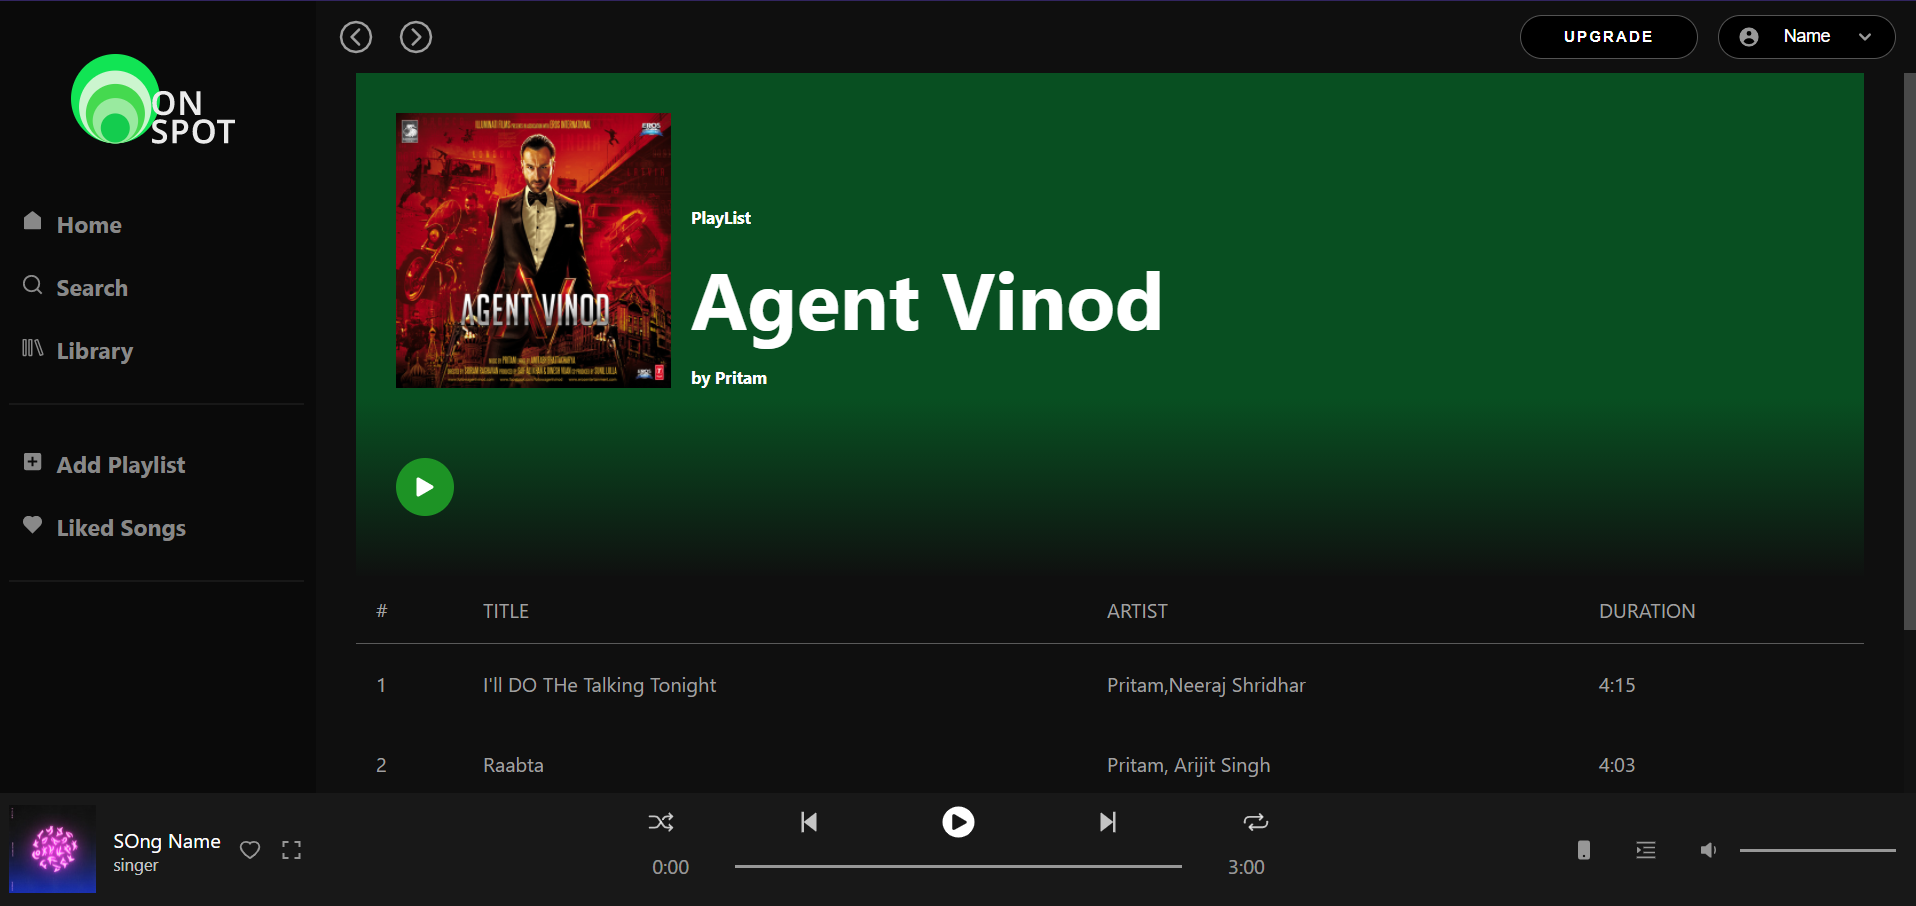 ON
SPOT
Home
Search
Library
Add Playlist
Liked Songs
UPGRADE
Name
EROS
AGENT VINOD
PlayList
Agent Vinod
by Pritam
# TITLE ARTIST DURATION
1 I'll DO THe Talking Tonight Pritam,Neeraj Shridhar 4:15
2 Raabta Pritam, Arijit Singh 4:03
SOng Name
singer
0:00
3:00